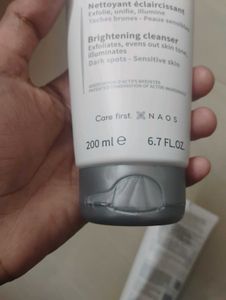 Nettoyant éclaircissant
Exfolie, unifie, illumine
Taches brunes - Peaux sensibles
Brightening cleanser
Exfoliates, evens out skin tone,
illuminates
Dark spots - Sensitive skin
Care first. NAOS
200 ml ℮ 6.7 FL.OZ.